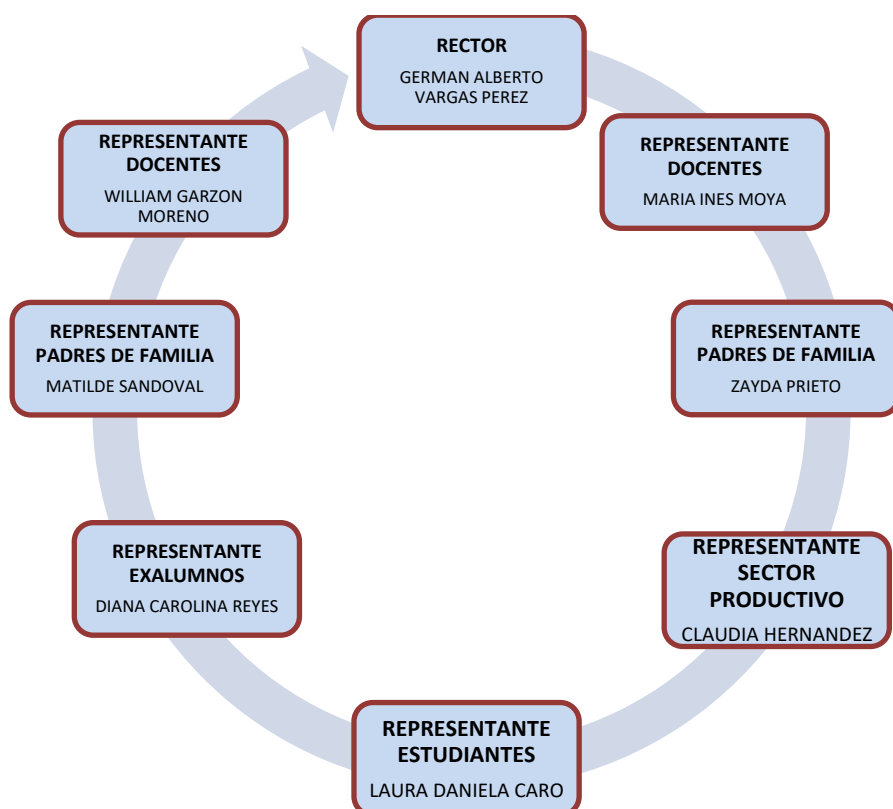 RECTOR
GERMAN ALBERTO
VARGAS PEREZ
REPRESENTANTE
DOCENTES
MARIA INES MOYA
REPRESENTANTE
PADRES DE FAMILIA
ZAYDA PRIETO
REPRESENTANTE
SECTOR
PRODUCTIVO
CLAUDIA HERNANDEZ
REPRESENTANTE
ESTUDIANTES
LAURA DANIELA CARO
REPRESENTANTE
EXALUMNOS
DIANA CAROLINA REYES
REPRESENTANTE
PADRES DE FAMILIA
MATILDE SANDOVAL
REPRESENTANTE
DOCENTES
WILLIAM GARZON
MORENO